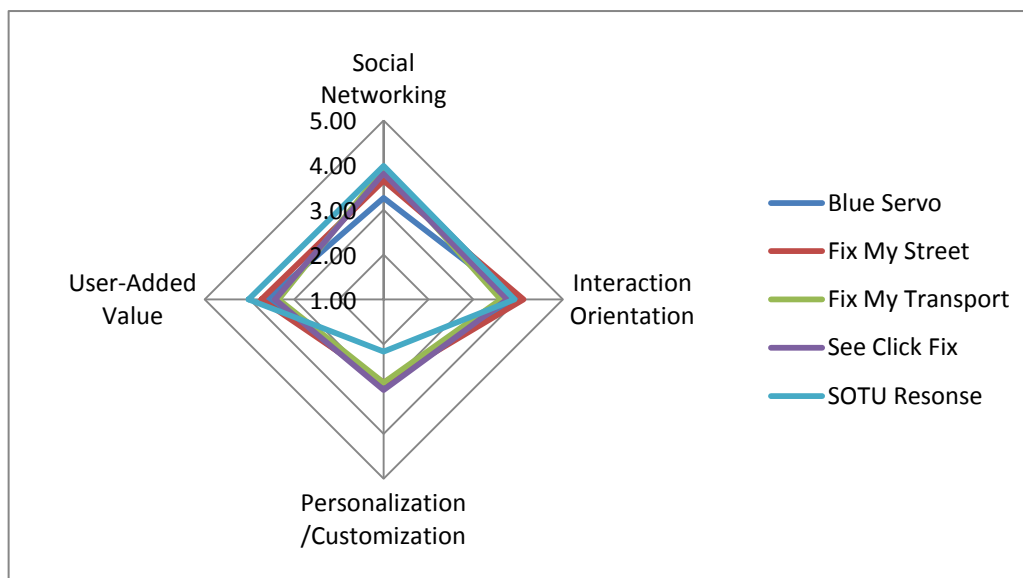 Social
Networking
5.00
4.00
3.00
2.00
1.00
User-Added
Value
Interaction
Orientation
Personalization
/Customization
Blue Servo
Fix My Street
Fix My Transport
See Click Fix
SOTU Resonse